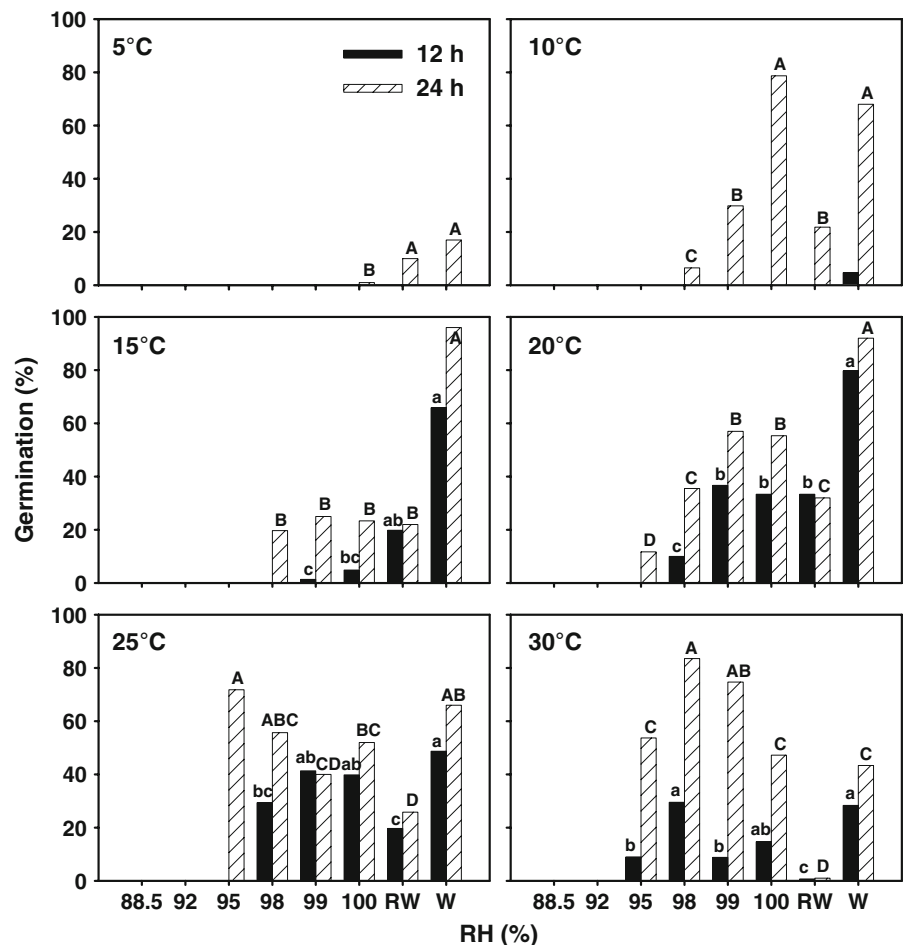 100 80 60 40 20 0
5°C
12 h
24 h
B A A
10°C
C B A B A
100 80 60 40 20 0
15°C
B c B bc B ab B a A
20°C
D c C b B b B b C a A
100 80 60 40 20 0
25°C
A bc ABC ab CD ab BC c D a AB
30°C
b C a A b AB ab C c D a C
88.5 92 95 98 99 100 RW W
88.5 92 95 98 99 100 RW W
Germination (%)
RH (%)